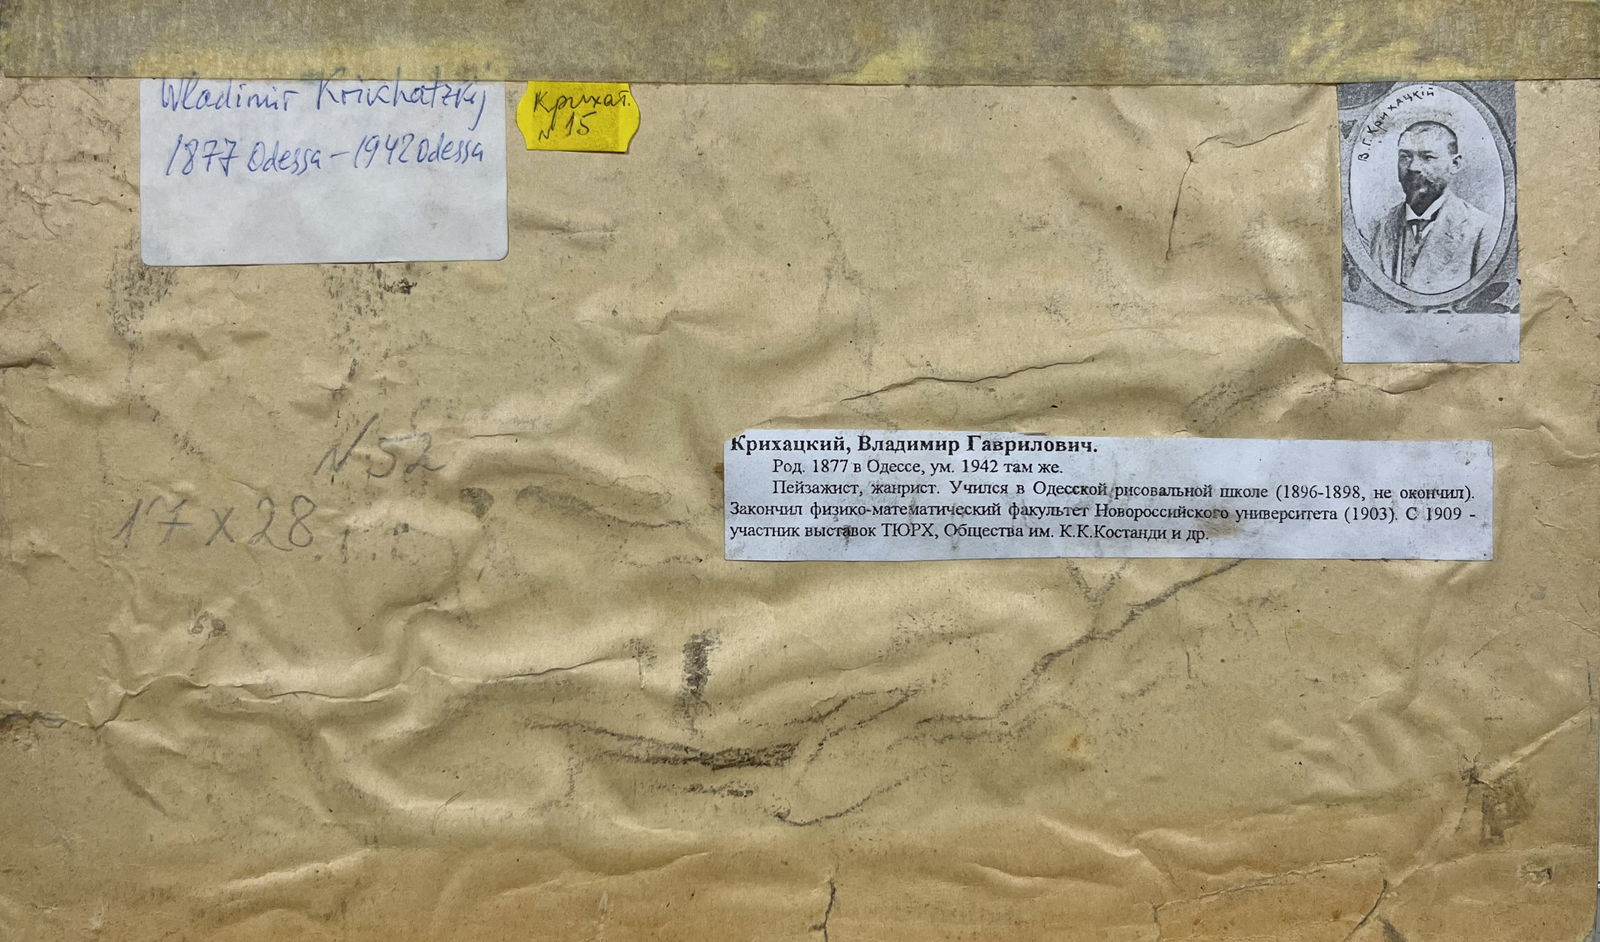 Wladimir Krikhatzkij
1877 Odessa – 1942 Odessa
Крихат.
N 15
В. Г. Крихацкій
N 52
17 x 28
Крихацкий, Владимир Гаврилович.
Род. 1877 в Одессе, ум. 1942 там же.
Пейзажист, жанрист. Учился в Одесской рисовальной школе (1896-1898, не окончил).
Закончил физико-математический факультет Новороссийского университета (1903). С 1909 -
участник выставок ТЮРХ, Общества им. К.К.Костанди и др.